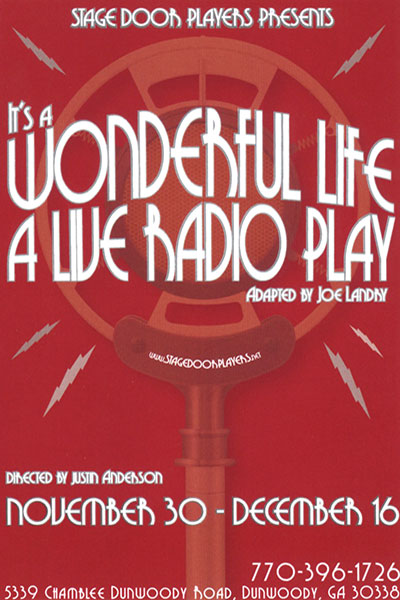 STAGE DOOR PLAYERS PRESENTS
IT'S A
WONDERFUL LIFE
A LIVE RADIO PLAY
ADAPTED BY JOE LANDRY
WWW.STAGEDOORPLAYERS.NET
DIRECTED BY JUSTIN ANDERSON
NOVEMBER 30 - DECEMBER 16
770-396-1726
5339 CHAMBLEE DUNWOODY ROAD, DUNWOODY, GA 30338